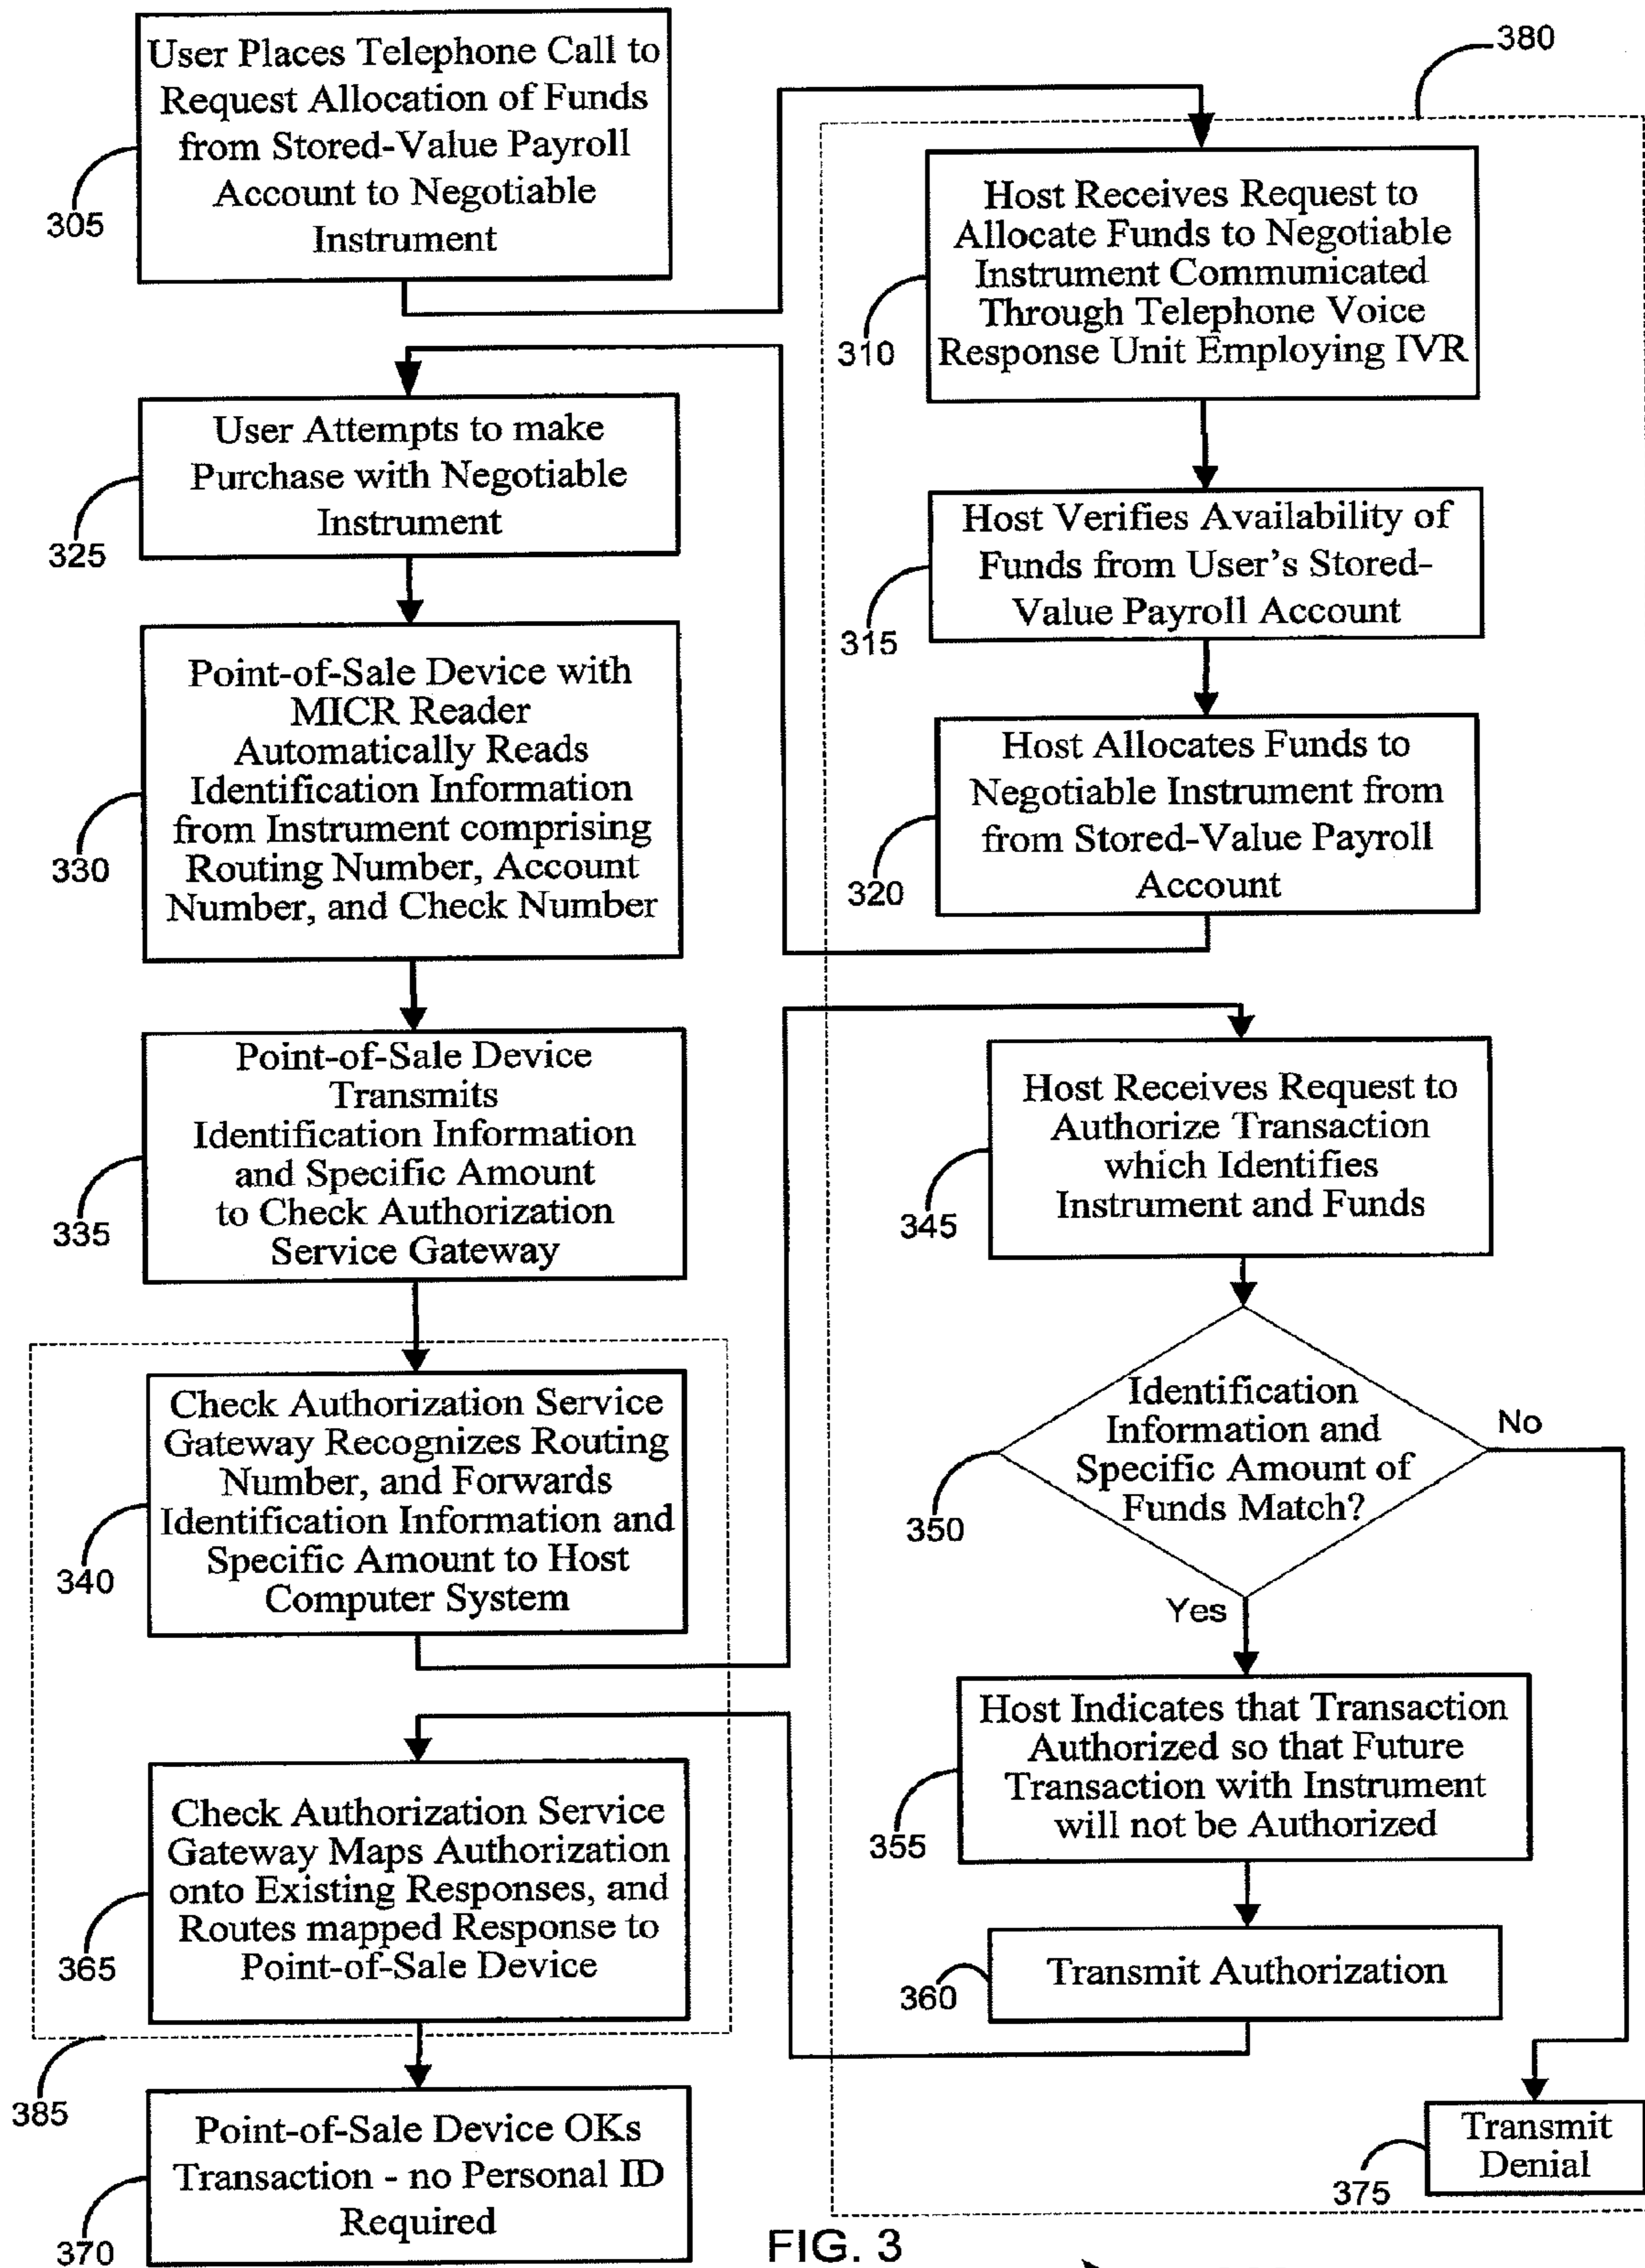 User Places Telephone Call to
Request Allocation of Funds
from Stored-Value Payroll
Account to Negotiable
Instrument
305
380
Host Receives Request to
Allocate Funds to Negotiable
Instrument Communicated
Through Telephone Voice
Response Unit Employing IVR
310
User Attempts to make
Purchase with Negotiable
Instrument
325
Host Verifies Availability of
Funds from User's Stored-
Value Payroll Account
315
Point-of-Sale Device with
MICR Reader
Automatically Reads
Identification Information
from Instrument comprising
Routing Number, Account
Number, and Check Number
330
Host Allocates Funds to
Negotiable Instrument from
from Stored-Value Payroll
Account
320
Point-of-Sale Device
Transmits
Identification Information
and Specific Amount
to Check Authorization
Service Gateway
335
Host Receives Request to
Authorize Transaction
which Identifies
Instrument and Funds
345
Check Authorization Service
Gateway Recognizes Routing
Number, and Forwards
Identification Information and
Specific Amount to Host
Computer System
340
Identification
Information and
Specific Amount of
Funds Match?
350
No
Yes
Host Indicates that Transaction
Authorized so that Future
Transaction with Instrument
will not be Authorized
355
Check Authorization Service
Gateway Maps Authorization
onto Existing Responses, and
Routes mapped Response to
Point-of-Sale Device
365
Transmit Authorization
360
385
Point-of-Sale Device OKs
Transaction - no Personal ID
Required
370
Transmit
Denial
375
FIG. 3